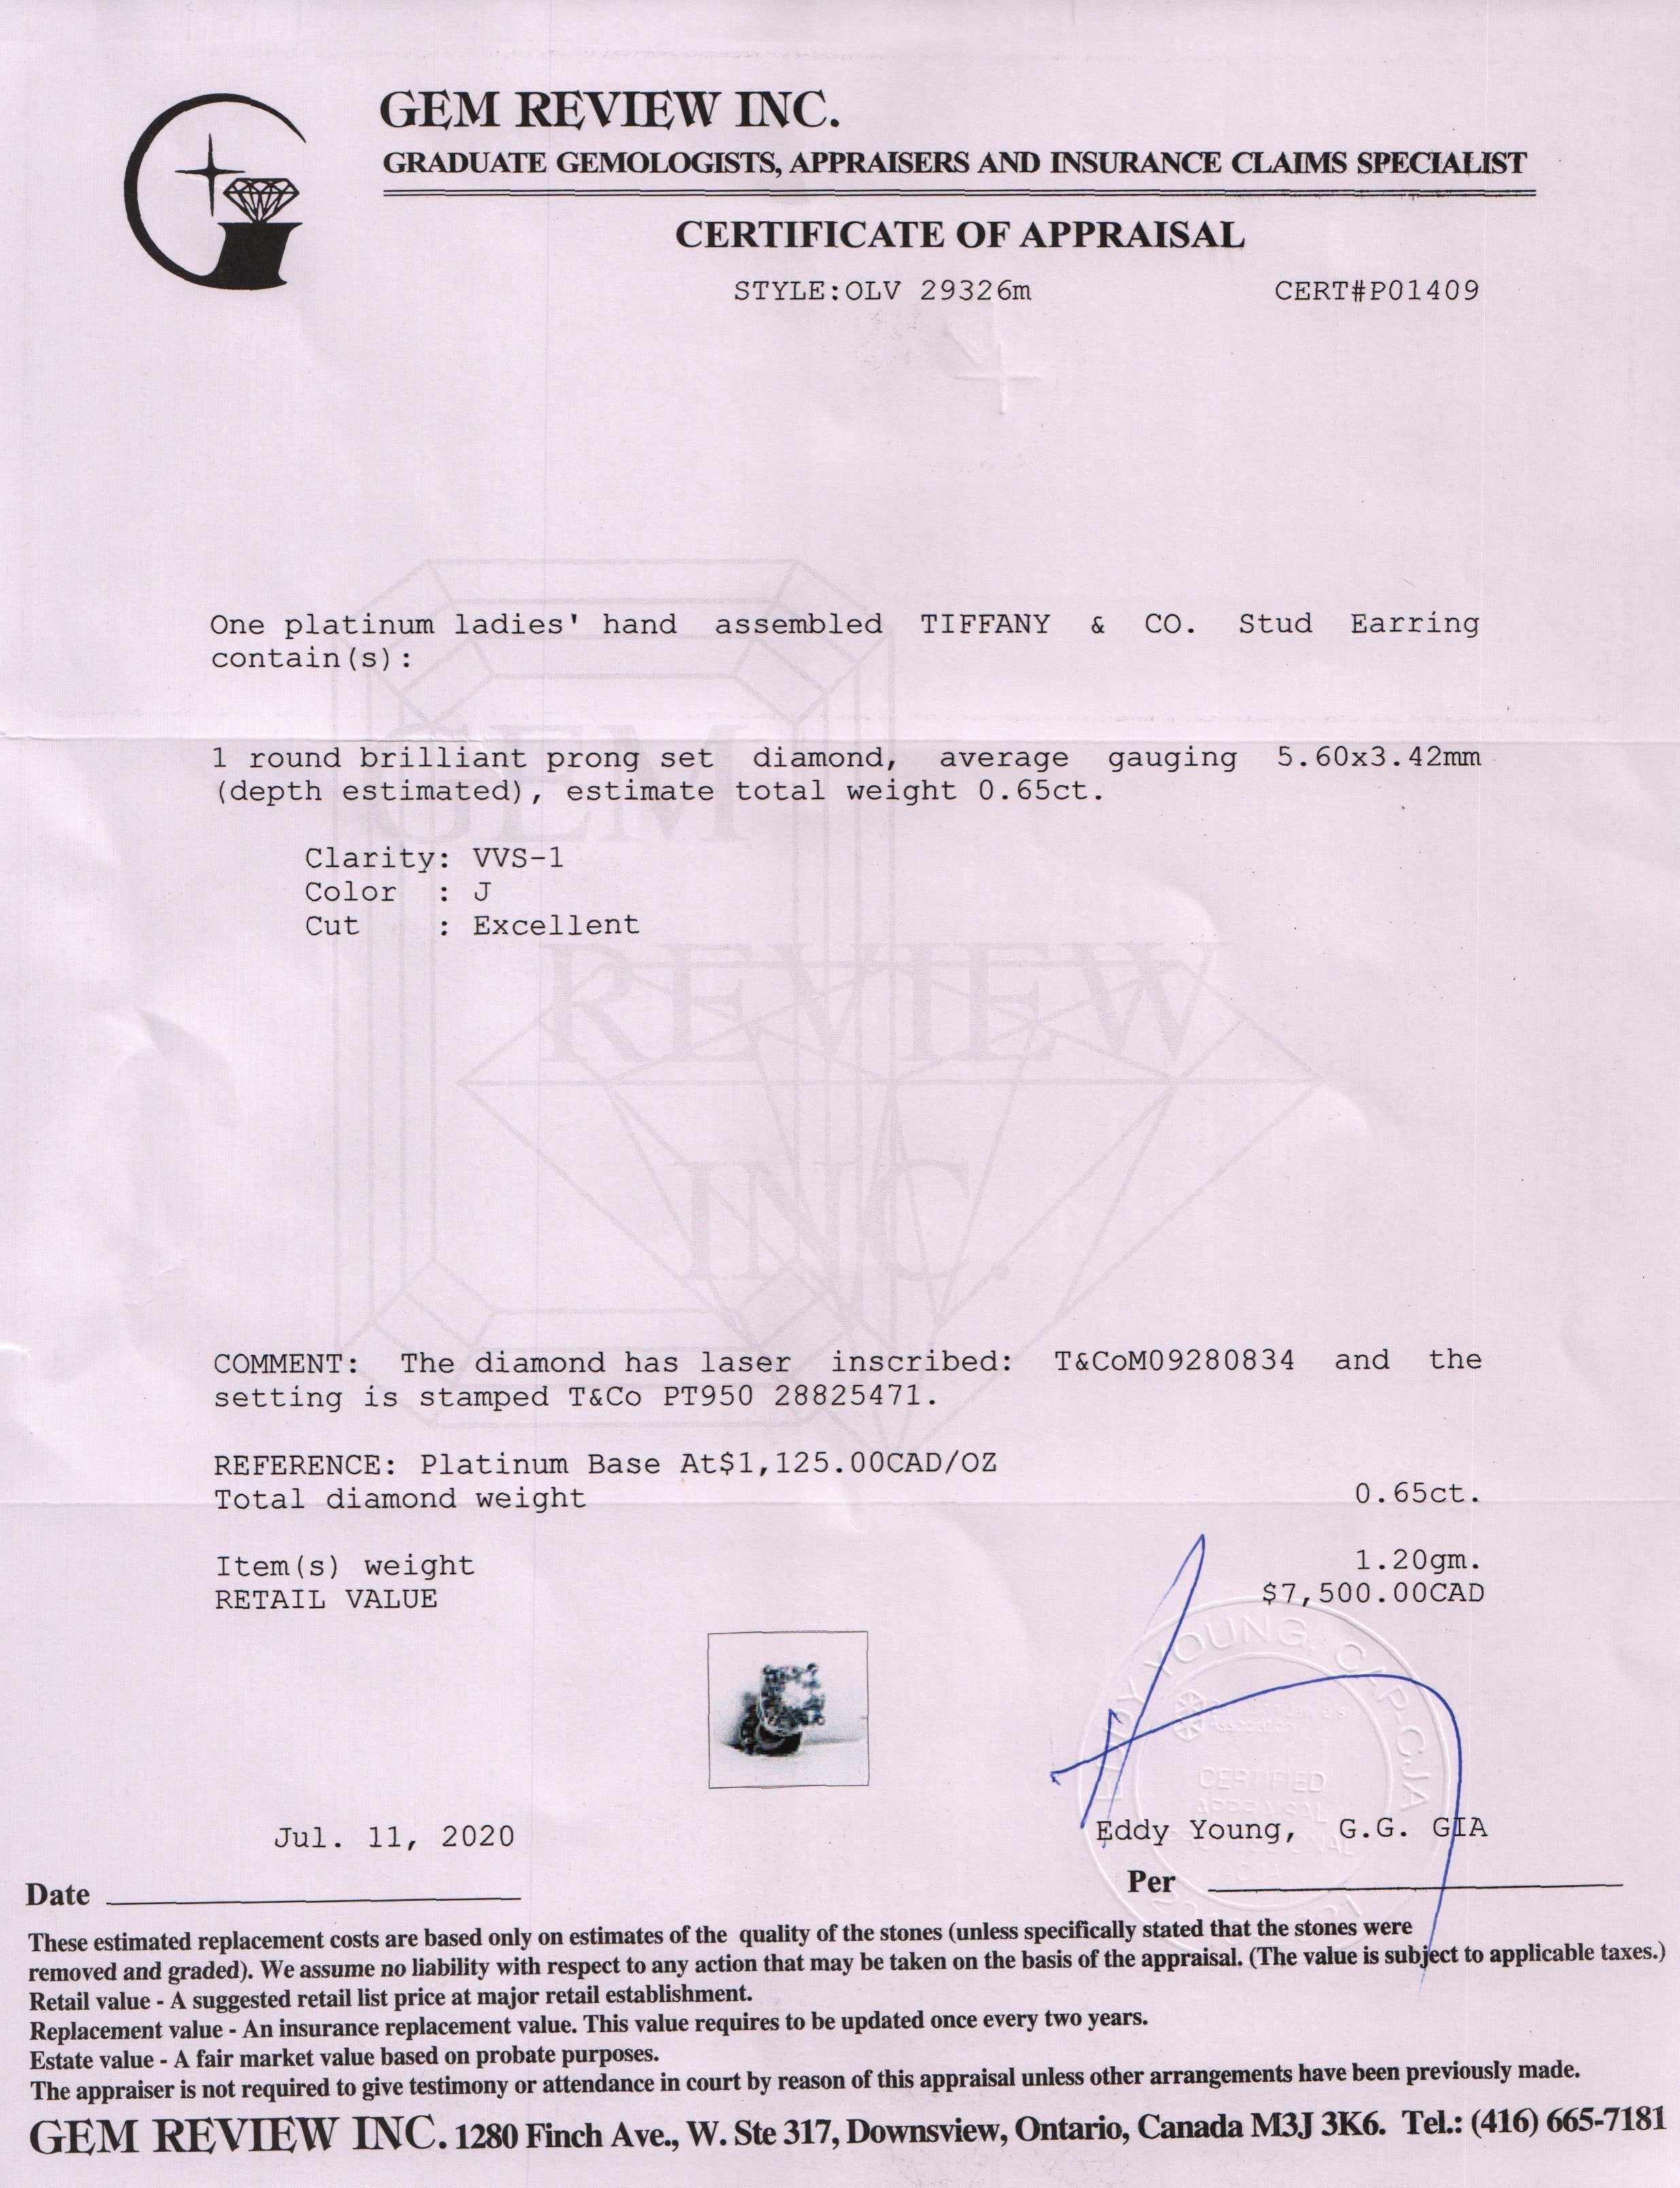 GEM REVIEW INC.
GRADUATE GEMOLOGISTS, APPRAISERS AND INSURANCE CLAIMS SPECIALIST
CERTIFICATE OF APPRAISAL
STYLE:OLV 29326m CERT#P01409
One platinum ladies' hand assembled TIFFANY & CO. Stud Earring
contain(s):
GEM
1 round brilliant prong set diamond, average gauging 5.60x3.42mm
(depth estimated), estimate total weight 0.65ct.
Clarity: VVS-1
Color : J
Cut : Excellent
REVIEW
INC.
COMMENT: The diamond has laser inscribed: T&CoM09280834 and the
setting is stamped T&Co PT950 28825471.
REFERENCE: Platinum Base At$1,125.00CAD/OZ
Total diamond weight 0.65ct.
Item(s) weight 1.20gm.
RETAIL VALUE $7,500.00CAD
EDDY YOUNG, CAP-CJA
CERTIFIED
APPRAISAL
Jul. 11, 2020 Eddy Young, G.G. GIA
Date Per
These estimated replacement costs are based only on estimates of the quality of the stones (unless specifically stated that the stones were
removed and graded). We assume no liability with respect to any action that may be taken on the basis of the appraisal. (The value is subject to applicable taxes.)
Retail value - A suggested retail list price at major retail establishment.
Replacement value - An insurance replacement value. This value requires to be updated once every two years.
Estate value - A fair market value based on probate purposes.
The appraiser is not required to give testimony or attendance in court by reason of this appraisal unless other arrangements have been previously made.
GEM REVIEW INC. 1280 Finch Ave., W. Ste 317, Downsview, Ontario, Canada M3J 3K6. Tel.: (416) 665-7181